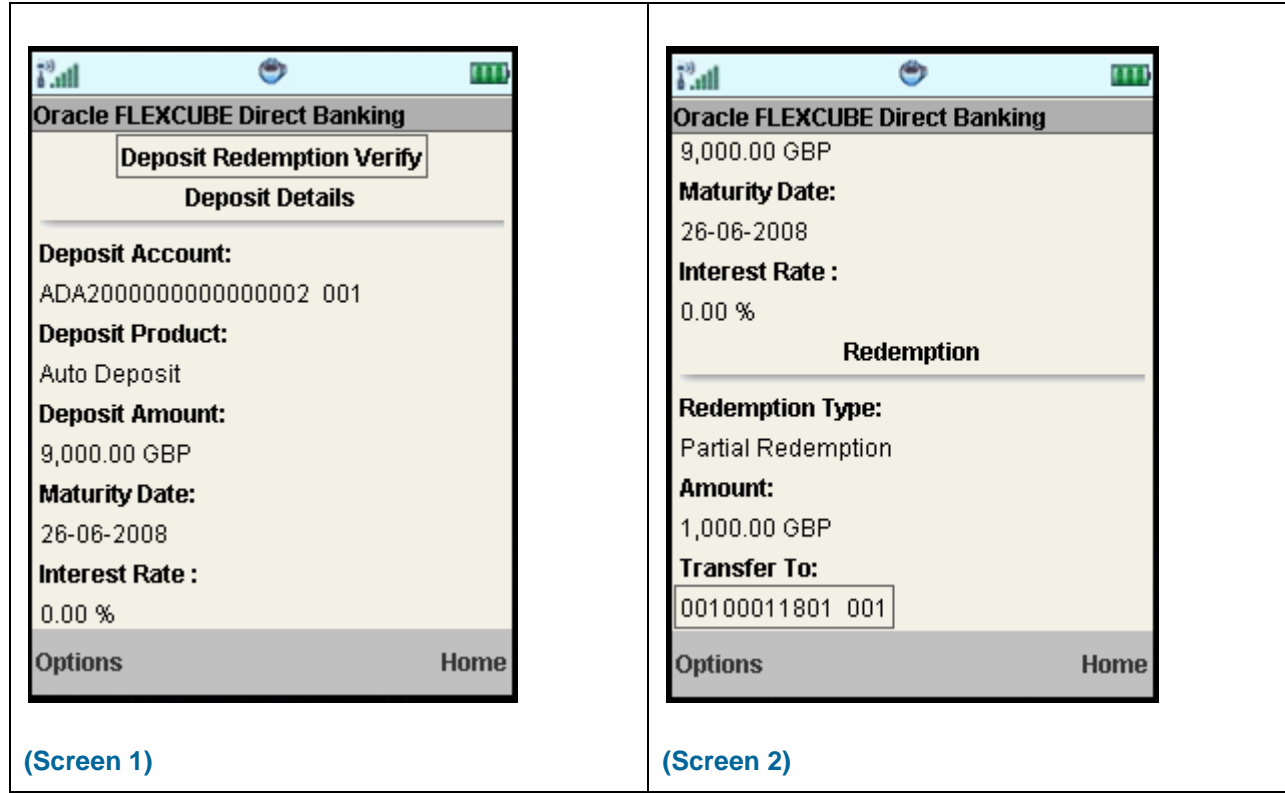 Oracle FLEXCUBE Direct Banking
Deposit Redemption Verify
Deposit Details
Deposit Account:
ADA2000000000000002 001
Deposit Product:
Auto Deposit
Deposit Amount:
9,000.00 GBP
Maturity Date:
26-06-2008
Interest Rate :
0.00 %
Options Home
(Screen 1)
Oracle FLEXCUBE Direct Banking
9,000.00 GBP
Maturity Date:
26-06-2008
Interest Rate :
0.00 %
Redemption
Redemption Type:
Partial Redemption
Amount:
1,000.00 GBP
Transfer To:
00100011801 001
Options Home
(Screen 2)